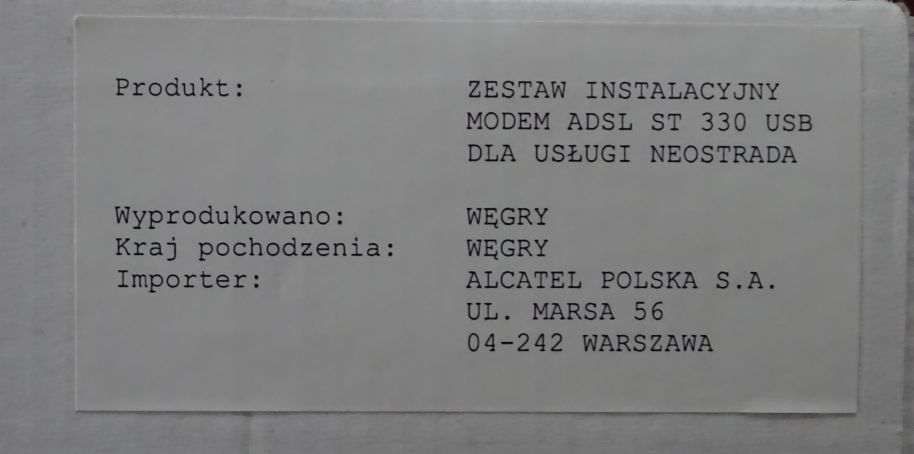 Produkt: ZESTAW INSTALACYJNY
MODEM ADSL ST 330 USB
DLA USŁUGI NEOSTRADA
Wyprodukowano: WĘGRY
Kraj pochodzenia: WĘGRY
Importer: ALCATEL POLSKA S.A.
UL. MARSA 56
04-242 WARSZAWA